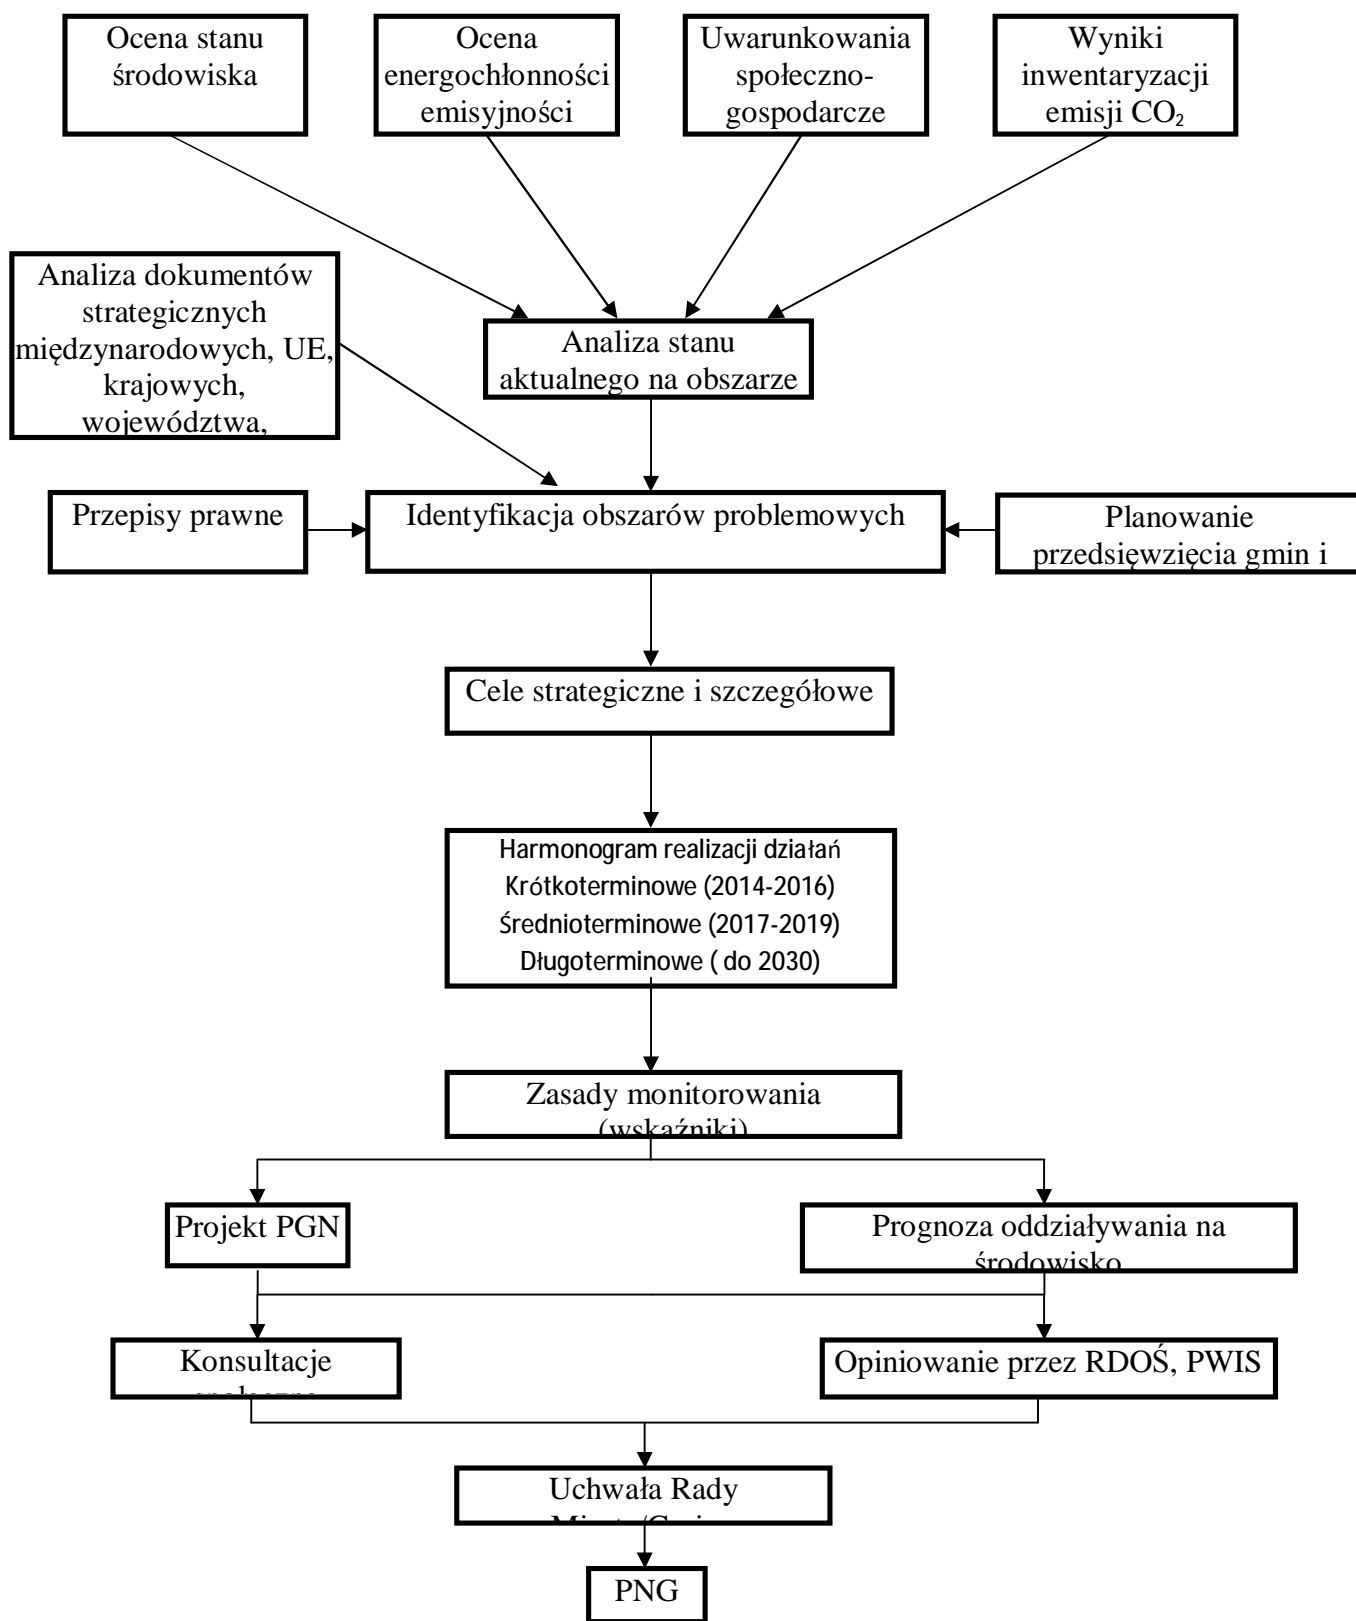 Ocena stanu
środowiska
Ocena
energochłonności
emisyjności
Uwarunkowania
społeczno-
gospodarcze
Wyniki
inwentaryzacji
emisji CO₂
Analiza dokumentów
strategicznych
międzynarodowych, UE,
krajowych,
województwa,
Analiza stanu
aktualnego na obszarze
Przepisy prawne
Identyfikacja obszarów problemowych
Planowanie
przedsięwzięcia gmin i
Cele strategiczne i szczegółowe
Harmonogram realizacji działań
Krótkoterminowe (2014-2016)
Średnioterminowe (2017-2019)
Długoterminowe ( do 2030)
Zasady monitorowania
(wskaźniki)
Projekt PGN
Prognoza oddziaływania na
środowisko
Konsultacje
Opiniowanie przez RDOŚ, PWIS
Uchwała Rady
PNG